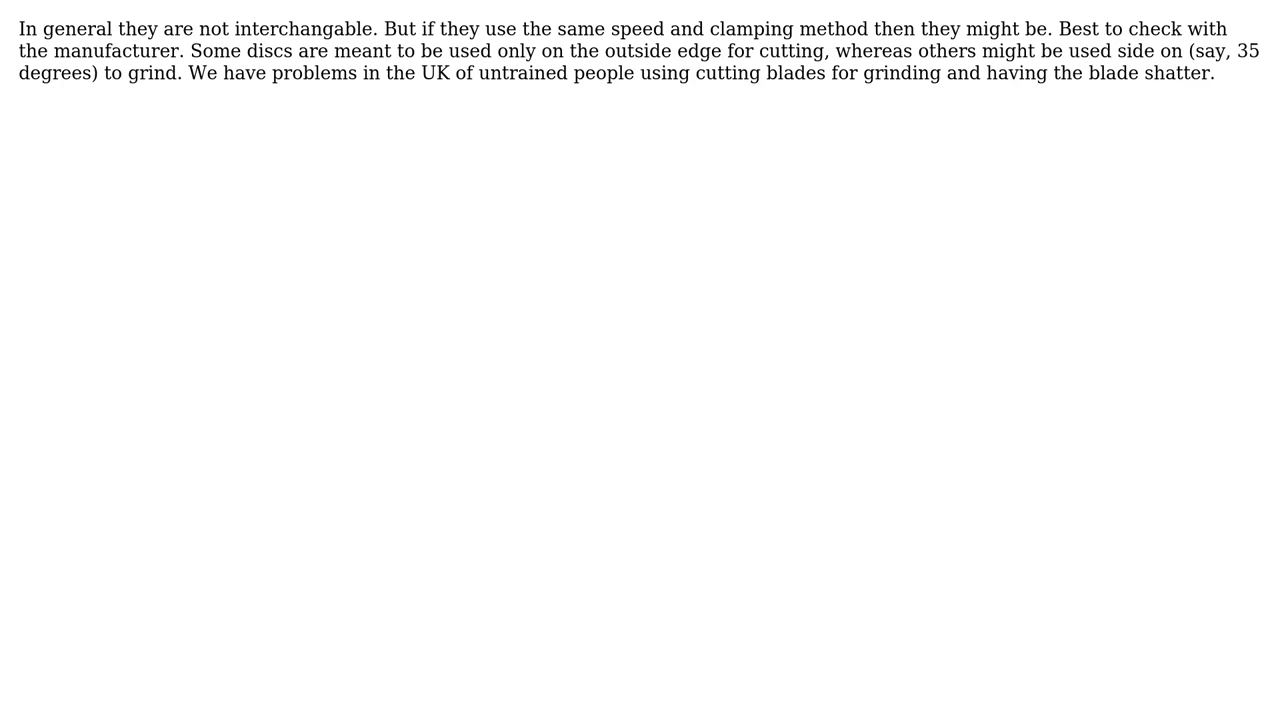 In general they are not interchangable. But if they use the same speed and clamping method then they might be. Best to check with
the manufacturer. Some discs are meant to be used only on the outside edge for cutting, whereas others might be used side on (say, 35
degrees) to grind. We have problems in the UK of untrained people using cutting blades for grinding and having the blade shatter.